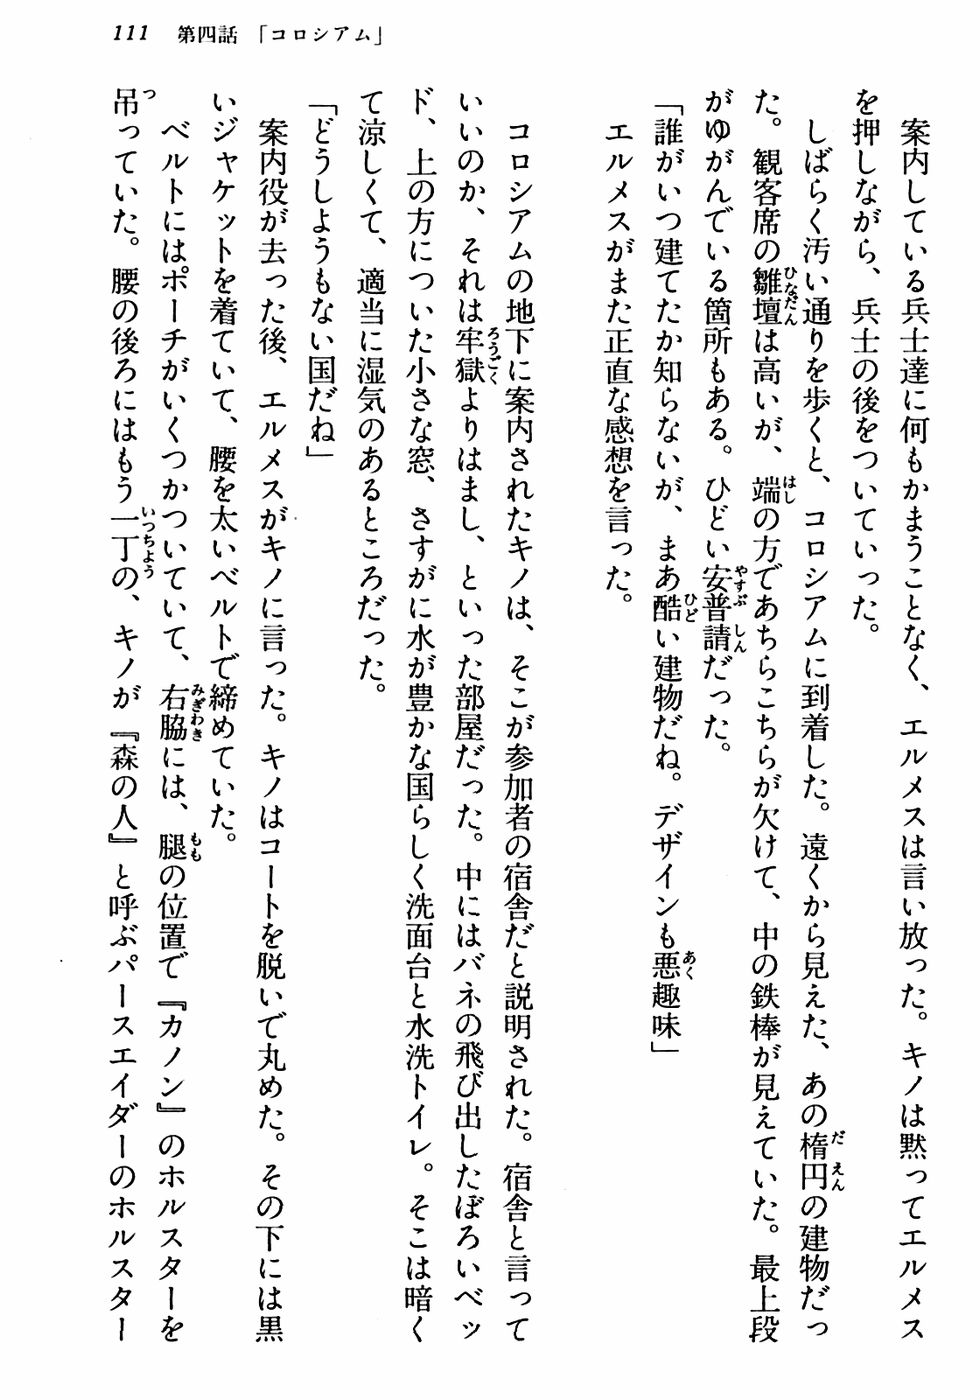 111　第四話　「コロシアム」
案内している兵士達に何もかまうことなく、エルメスは言い放った。キノは黙ってエルメス
を押しながら、兵士の後をついていった。
しばらく汚い通りを歩くと、コロシアムに到着した。遠くから見えた、あの楕円の建物だっ
た。観客席の雛壇は高いが、端の方であちらこちらが欠けて、中の鉄棒が見えていた。最上段
がゆがんでいる箇所もある。ひどい安普請だった。
「誰がいつ建てたか知らないが、まあ酷い建物だね。デザインも悪趣味」
エルメスがまた正直な感想を言った。
コロシアムの地下に案内されたキノは、そこが参加者の宿舎だと説明された。宿舎と言って
いいのか、それは牢獄よりはまし、といった部屋だった。中にはバネの飛び出したぼろいベッ
ド、上の方についた小さな窓、さすがに水が豊かな国らしく洗面台と水洗トイレ。そこは暗く
て涼しくて、適当に湿気のあるところだった。
「どうしようもない国だね」
案内役が去った後、エルメスがキノに言った。キノはコートを脱いで丸めた。その下には黒
いジャケットを着ていて、腰を太いベルトで締めていた。
ベルトにはポーチがいくつかついていて、右脇には、腿の位置で『カノン』のホルスターを
吊っていた。腰の後ろにはもう一丁の、キノが『森の人』と呼ぶパースエイダーのホルスター